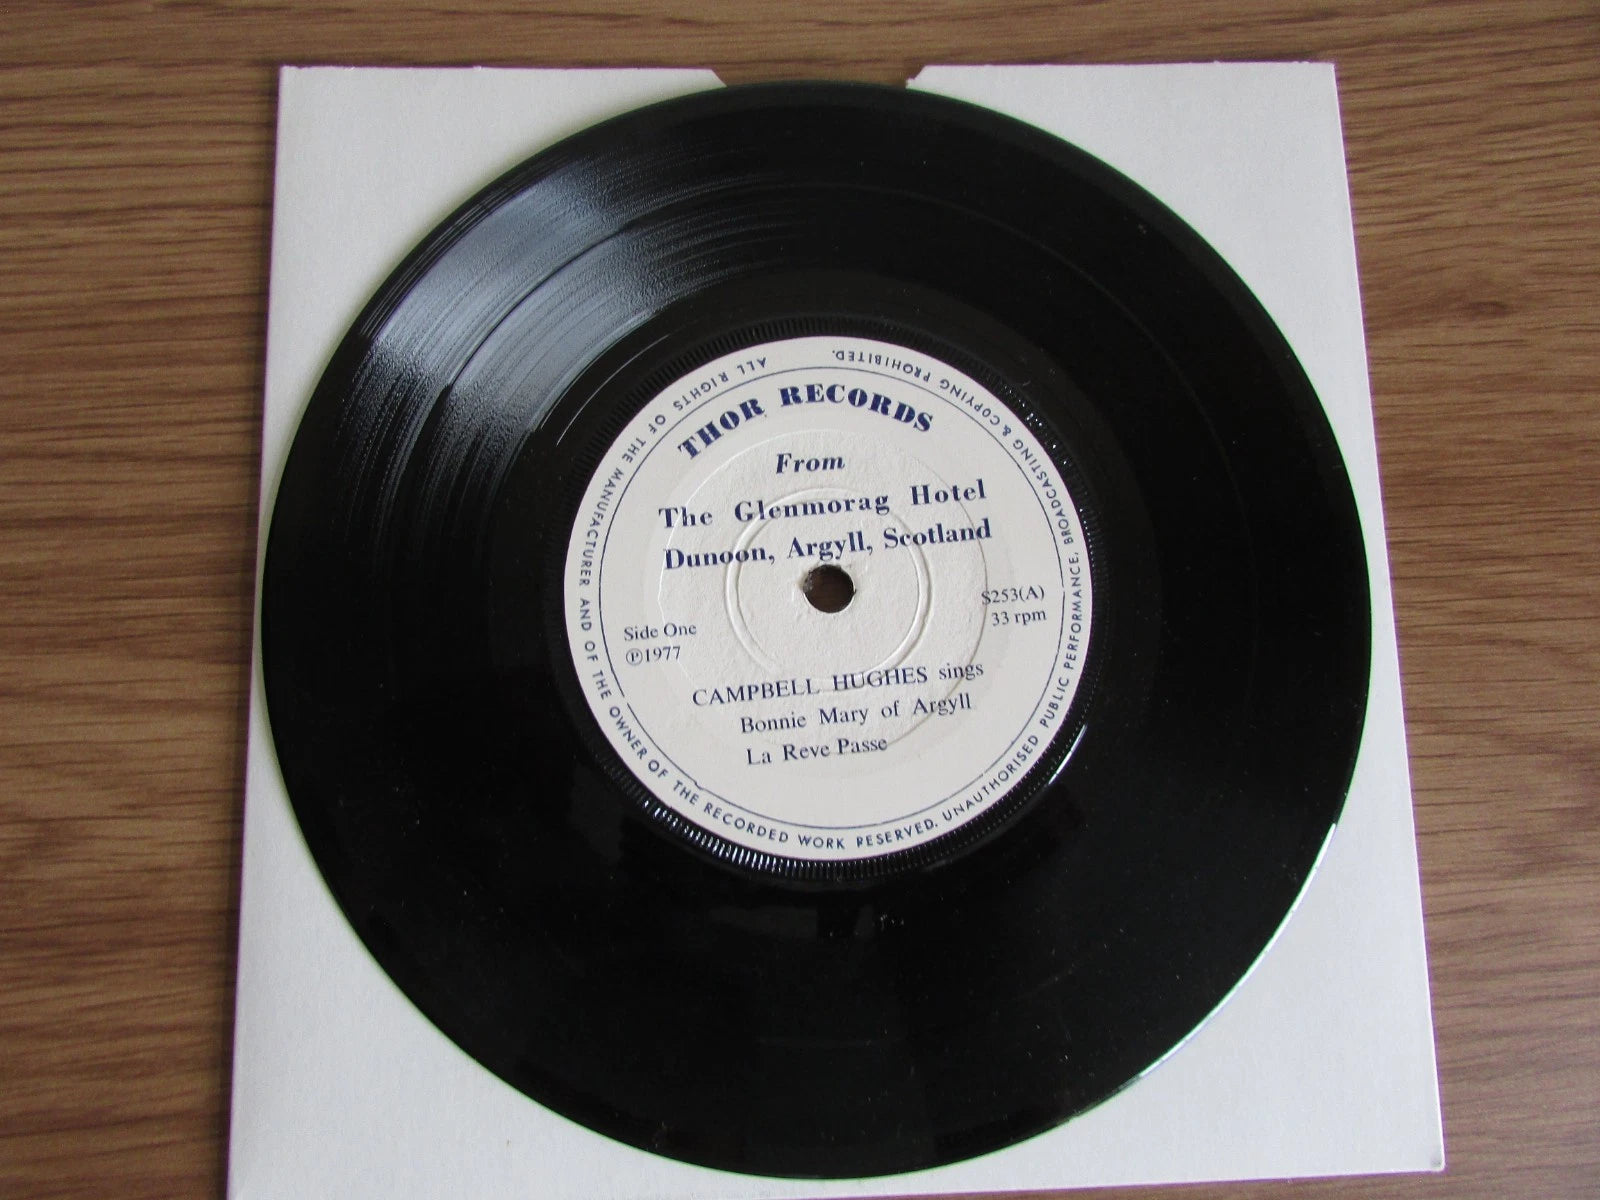 THOR RECORDS
From
The Glenmorag Hotel
Dunoon, Argyll, Scotland
S253(A)
33 rpm
Side One
℗1977
CAMPBELL HUGHES sings
Bonnie Mary of Argyll
La Reve Passe
ALL RIGHTS OF THE MANUFACTURER AND OF THE OWNER OF THE RECORDED WORK RESERVED. UNAUTHORISED PUBLIC PERFORMANCE, BROADCASTING & COPYING PROHIBITED.